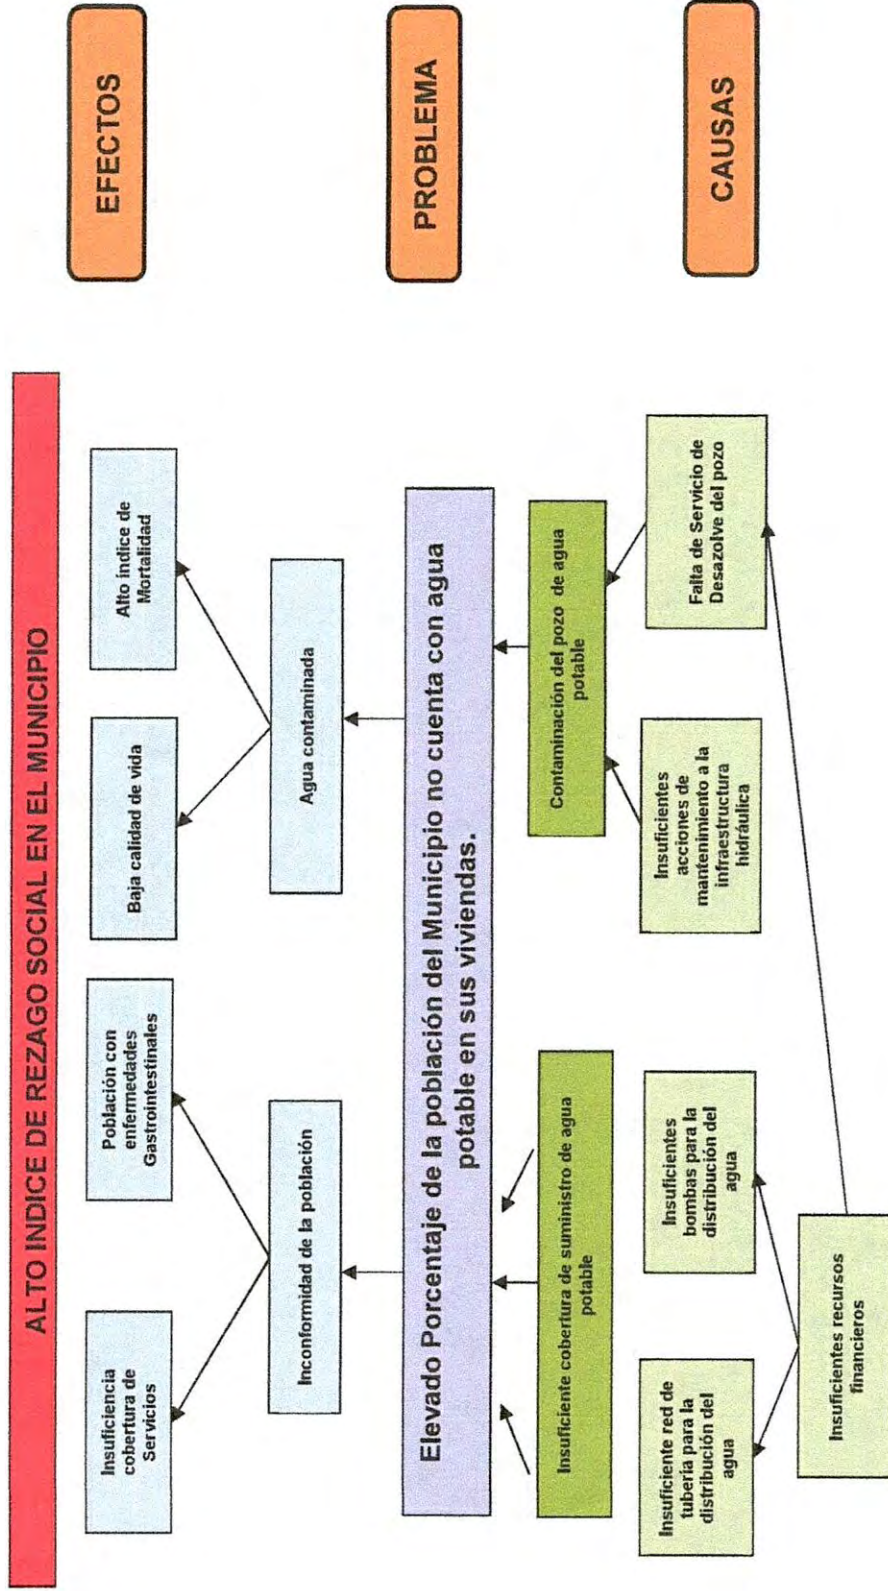 ALTO INDICE DE REZAGO SOCIAL EN EL MUNICIPIO
EFECTOS
Insuficiencia
cobertura de
Servicios
Población con
enfermedades
Gastrointestinales
Baja calidad de vida
Alto indice de
Mortalidad
Inconformidad de la población
Agua contaminada
PROBLEMA
Elevado Porcentaje de la población del Municipio no cuenta con agua
potable en sus viviendas.
Insuficiente cobertura de suministro de agua
potable
Contaminación del pozo de agua
potable
CAUSAS
Insuficiente red de
tubería para la
distribución del
agua
Insuficientes
bombas para la
distribución del
agua
Insuficientes
acciones de
mantenimiento a la
infraestructura
hidráulica
Falta de Servicio de
Desazolve del pozo
Insuficientes recursos
financieros